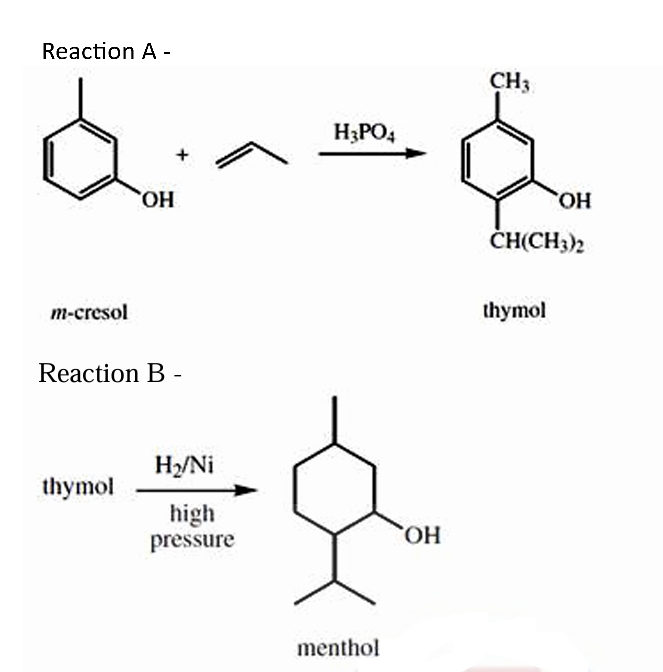 Reaction A -
CH₃
H₃PO₄
+
OH
OH
CH(CH₃)₂
m-cresol
thymol
Reaction B -
H₂/Ni
thymol
high
pressure
OH
menthol